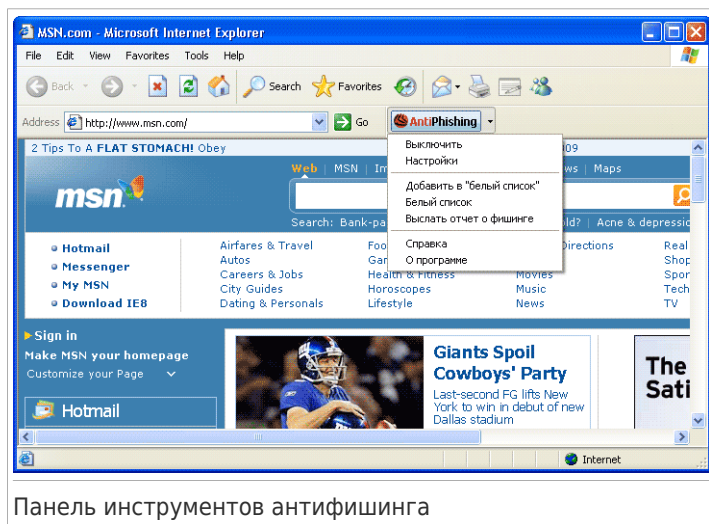 MSN.com - Microsoft Internet Explorer
File Edit View Favorites Tools Help
Back Search Favorites
Address http://www.msn.com/ Go AntiPhishing
Выключить
Настройки
Добавить в "белый список"
Белый список
Выслать отчет о фишинге
Справка
О программе
2 Tips To A FLAT STOMACH! Obey
msn
Web | MSN | Maps
Search: Acne & depressio
Hotmail
Messenger
My MSN
Download IE8
Airfares & Travel
Autos
Careers & Jobs
City Guides
Dating & Personals
Health & Fitness
Horoscopes
Lifestyle
Directions
Movies
Music
News
Real
Shop
Spor
Tech
TV
Sign in
Make MSN your homepage
Customize your Page
Hotmail
Giants Spoil
Cowboys' Party
Last-second FG lifts New
York to win in debut of new
Dallas stadium
The
Sati
Internet
Панель инструментов антифишинга